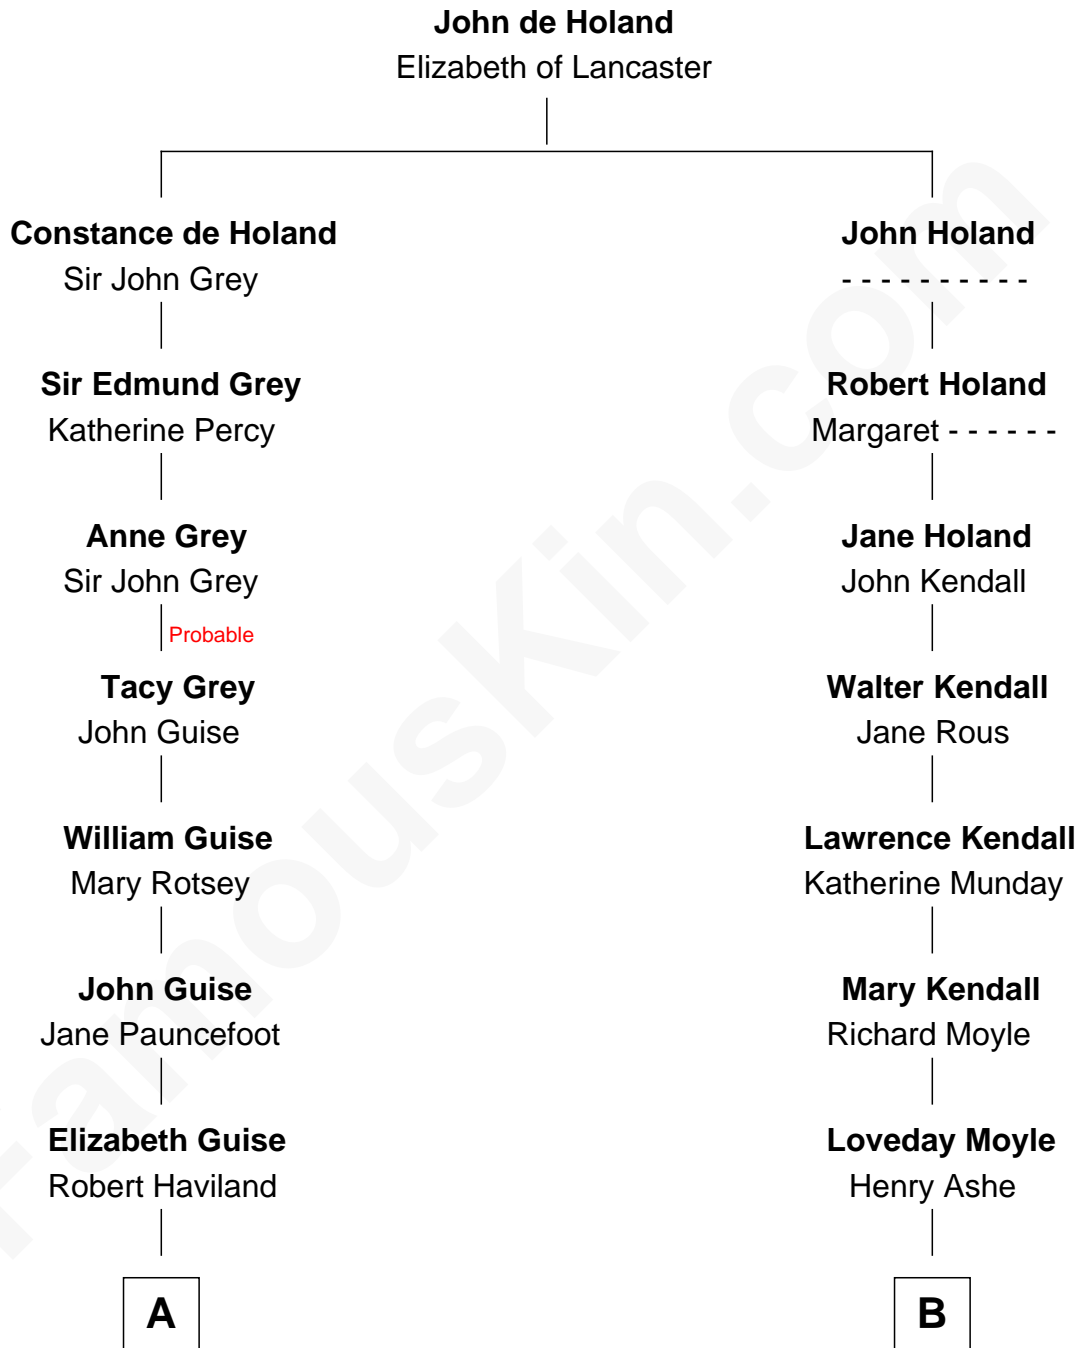 John de Holand
Elizabeth of Lancaster
Constance de Holand
Sir John Grey
John Holand
- - - - - - - - - -
Sir Edmund Grey
Katherine Percy
Robert Holand
Margaret - - - - - -
Anne Grey
Sir John Grey
Jane Holand
John Kendall
Probable
Tacy Grey
John Guise
Walter Kendall
Jane Rous
William Guise
Mary Rotsey
Lawrence Kendall
Katherine Munday
John Guise
Jane Pauncefoot
Mary Kendall
Richard Moyle
Elizabeth Guise
Robert Haviland
Loveday Moyle
Henry Ashe
A
B
FamousKin.com